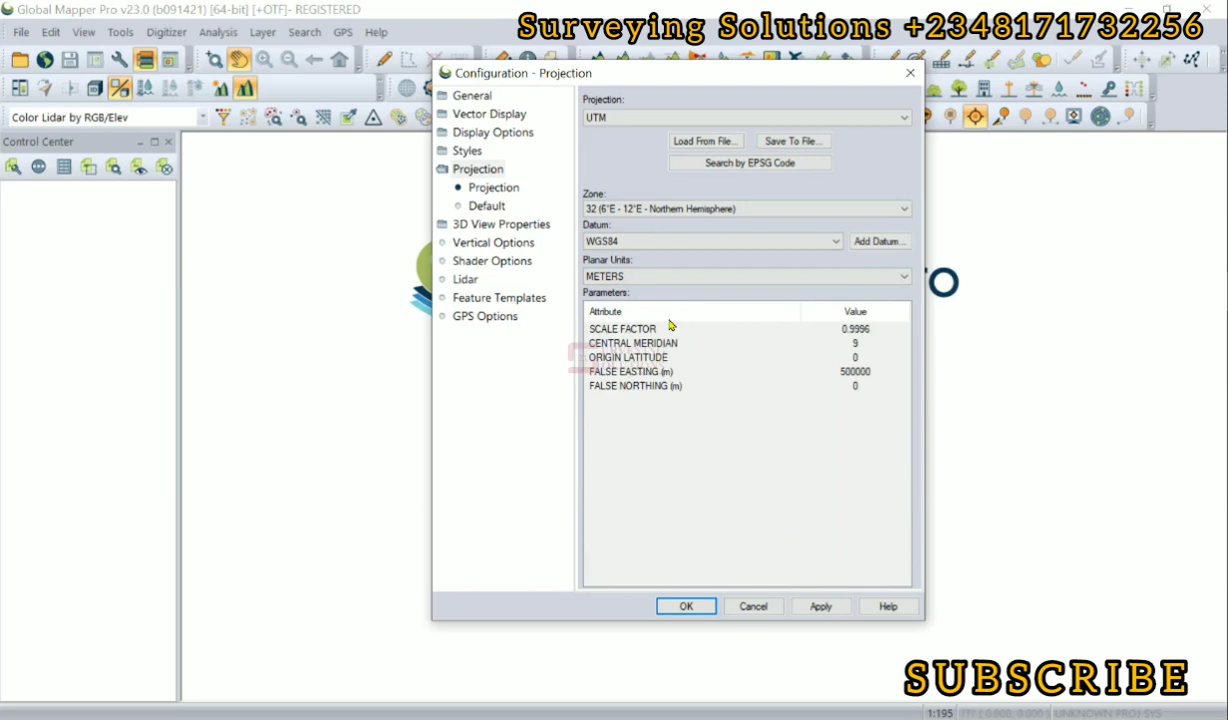 Global Mapper Pro v23.0 (b091421) [64-bit] [+OTF]- REGISTERED
Surveying Solutions +2348171732256
File Edit View Tools Digitizer Analysis Layer Search GPS Help
Color Lidar by RGB/Elev
Control Center
Configuration - Projection
General
Vector Display
Display Options
Styles
Projection
Projection
Default
3D View Properties
Vertical Options
Shader Options
Lidar
Feature Templates
GPS Options
Projection:
UTM
Load From File... Save To File...
Search by EPSG Code
Zone:
32 (6°E - 12°E - Northern Hemisphere)
Datum:
WGS84 Add Datum...
Planar Units:
METERS
Parameters:
Attribute Value
SCALE FACTOR 0.9996
CENTRAL MERIDIAN 9
ORIGIN LATITUDE 0
FALSE EASTING (m) 500000
FALSE NORTHING (m) 0
OK Cancel Apply Help
SUBSCRIBE
1:195 ??? ( 0.000, 0.000 ) UNKNOWN PROJ SYS